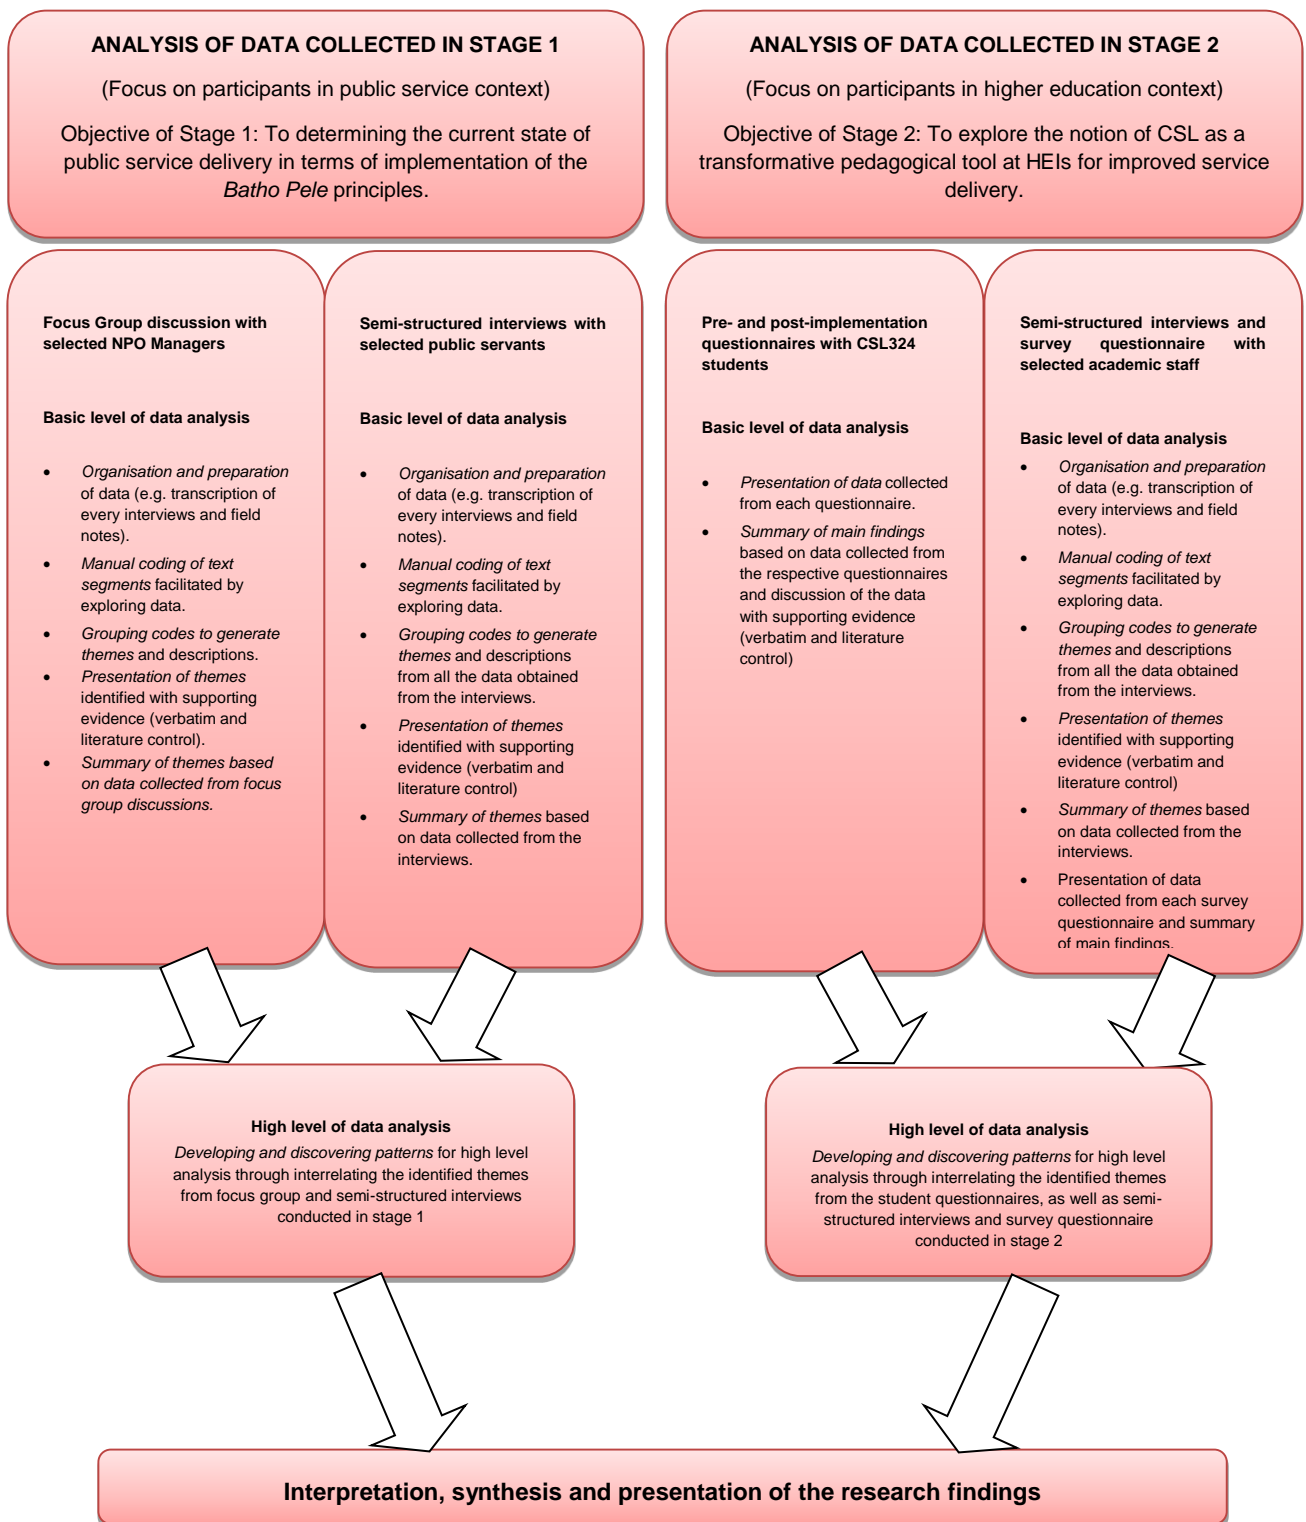 ANALYSIS OF DATA COLLECTED IN STAGE 1
(Focus on participants in public service context)
Objective of Stage 1: To determining the current state of
public service delivery in terms of implementation of the
Batho Pele principles.
ANALYSIS OF DATA COLLECTED IN STAGE 2
(Focus on participants in higher education context)
Objective of Stage 2: To explore the notion of CSL as a
transformative pedagogical tool at HEIs for improved service
delivery.
Focus Group discussion with
selected NPO Managers
Basic level of data analysis
• Organisation and preparation
of data (e.g. transcription of
every interviews and field
notes).
• Manual coding of text
segments facilitated by
exploring data.
• Grouping codes to generate
themes and descriptions.
• Presentation of themes
identified with supporting
evidence (verbatim and
literature control).
• Summary of themes based
on data collected from focus
group discussions.
Semi-structured interviews with
selected public servants
Basic level of data analysis
• Organisation and preparation
of data (e.g. transcription of
every interviews and field
notes).
• Manual coding of text
segments facilitated by
exploring data.
• Grouping codes to generate
themes and descriptions
from all the data obtained
from the interviews.
• Presentation of themes
identified with supporting
evidence (verbatim and
literature control)
• Summary of themes based
on data collected from the
interviews.
Pre- and post-implementation
questionnaires with CSL324
students
Basic level of data analysis
• Presentation of data collected
from each questionnaire.
• Summary of main findings
based on data collected from
the respective questionnaires
and discussion of the data
with supporting evidence
(verbatim and literature
control)
Semi-structured interviews and
survey questionnaire with
selected academic staff
Basic level of data analysis
• Organisation and preparation
of data (e.g. transcription of
every interviews and field
notes).
• Manual coding of text
segments facilitated by
exploring data.
• Grouping codes to generate
themes and descriptions
from all the data obtained
from the interviews.
• Presentation of themes
identified with supporting
evidence (verbatim and
literature control)
• Summary of themes based
on data collected from the
interviews.
• Presentation of data
collected from each survey
questionnaire and summary
of main findings.
High level of data analysis
Developing and discovering patterns for high level
analysis through interrelating the identified themes
from focus group and semi-structured interviews
conducted in stage 1
High level of data analysis
Developing and discovering patterns for high level
analysis through interrelating the identified themes
from the student questionnaires, as well as semi-
structured interviews and survey questionnaire
conducted in stage 2
Interpretation, synthesis and presentation of the research findings